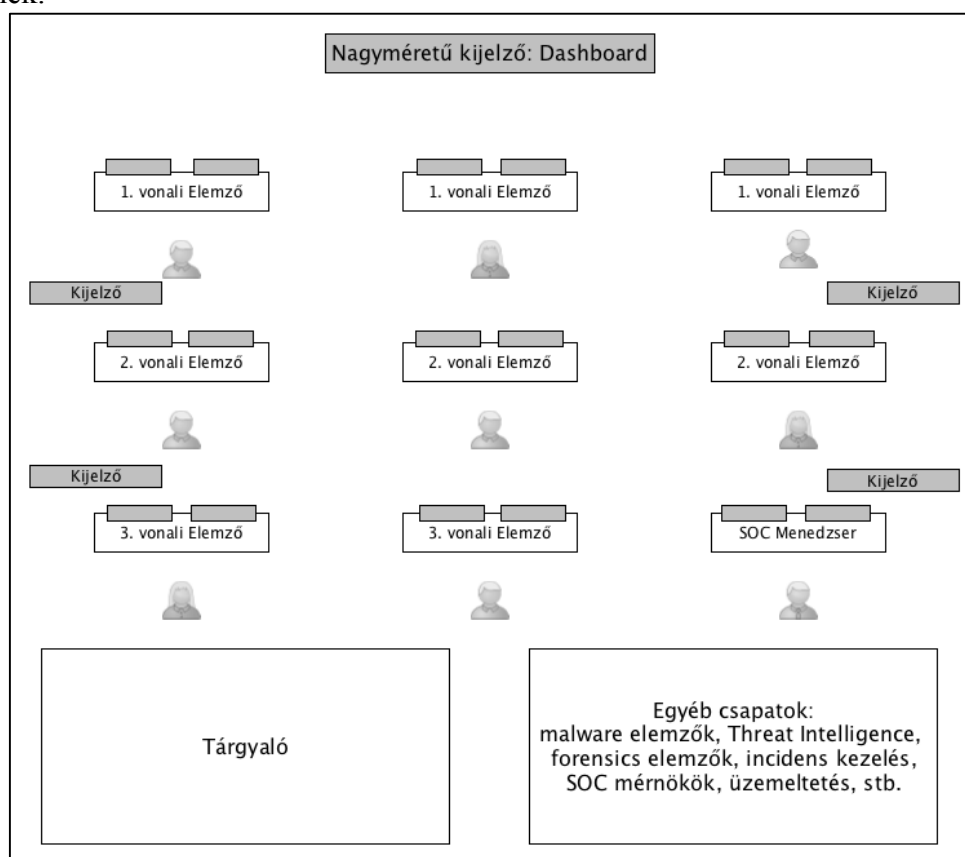 Nagyméretű kijelző: Dashboard
1. vonali Elemző
1. vonali Elemző
1. vonali Elemző
Kijelző
Kijelző
2. vonali Elemző
2. vonali Elemző
2. vonali Elemző
Kijelző
Kijelző
3. vonali Elemző
3. vonali Elemző
SOC Menedzser
Tárgyaló
Egyéb csapatok:
malware elemzők, Threat Intelligence,
forensics elemzők, incidens kezelés,
SOC mérnökök, üzemeltetés, stb.